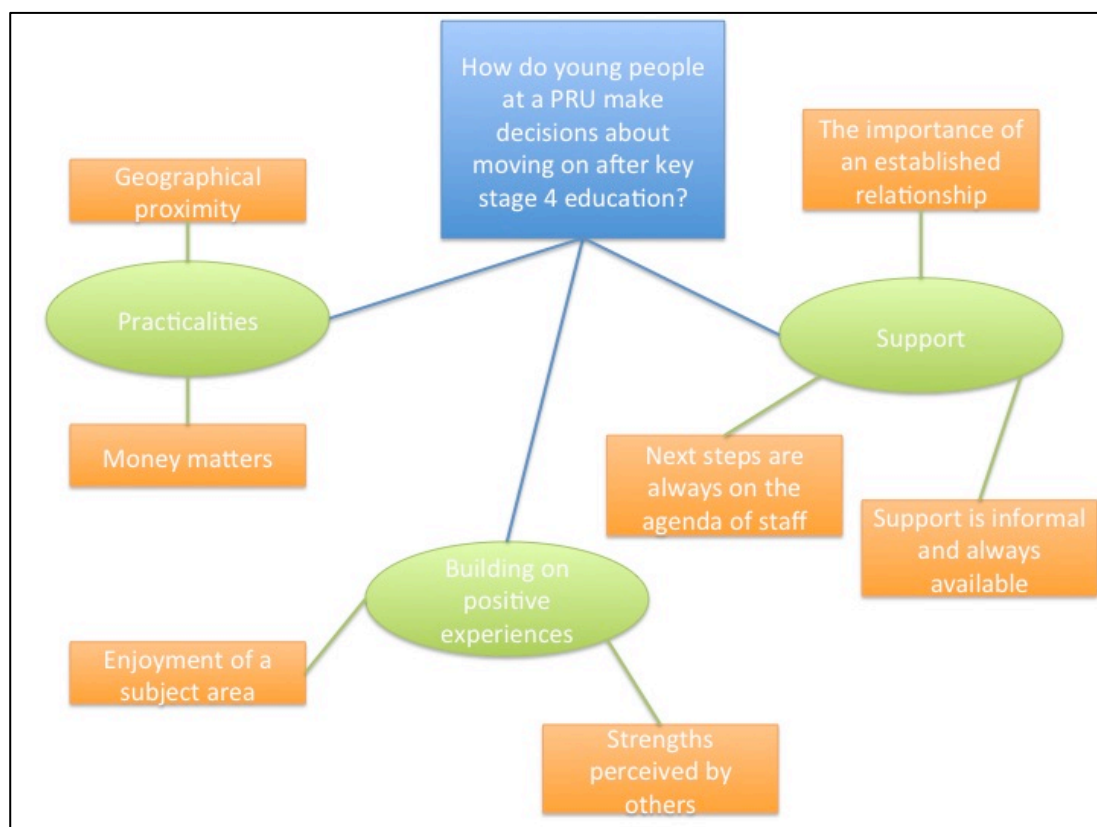 How do young people
at a PRU make
decisions about
moving on after key
stage 4 education?
Geographical
proximity
Practicalities
Money matters
The importance of
an established
relationship
Support
Next steps are
always on the
agenda of staff
Support is informal
and always
available
Building on
positive
experiences
Enjoyment of a
subject area
Strengths
perceived by
others